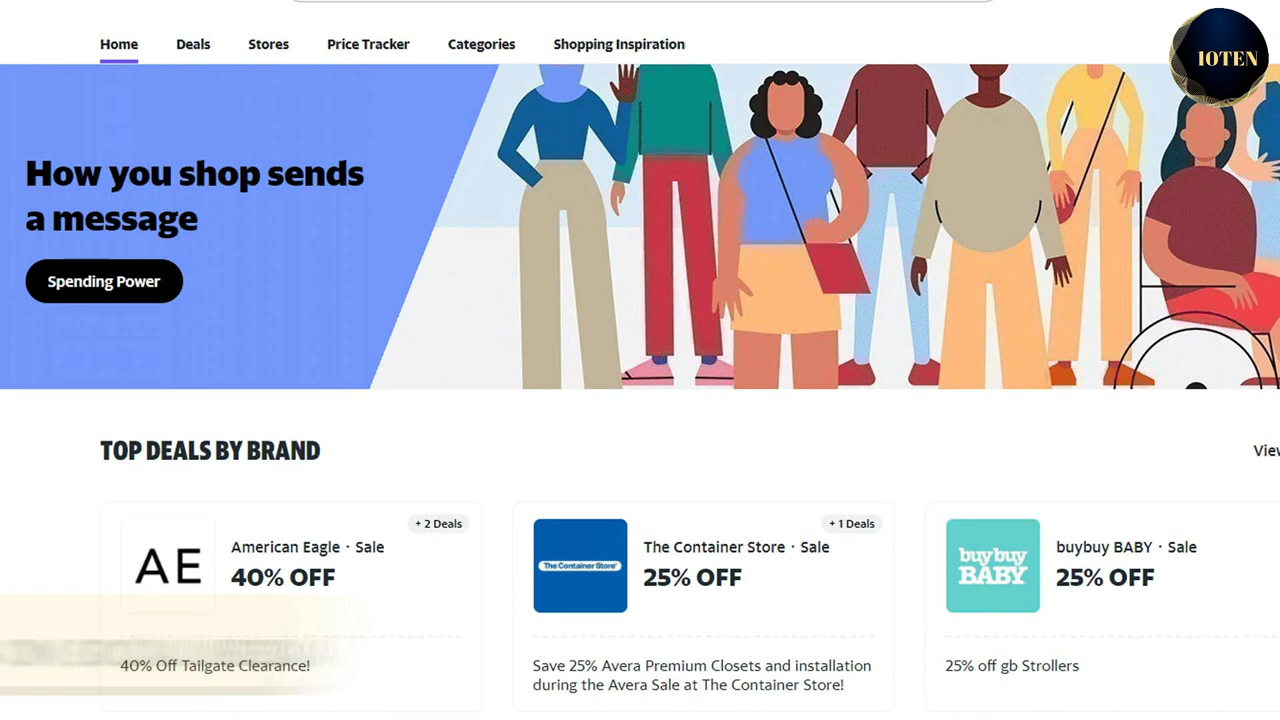 Home Deals Stores Price Tracker Categories Shopping Inspiration
10TEN
How you shop sends
a message
Spending Power
TOP DEALS BY BRAND
+ 2 Deals
AE
American Eagle · Sale
40% OFF
40% Off Tailgate Clearance!
+ 1 Deals
The Container Store®
The Container Store · Sale
25% OFF
Save 25% Avera Premium Closets and installation
during the Avera Sale at The Container Store!
buybuy
BABY
buybuy BABY · Sale
25% OFF
25% off gb Strollers